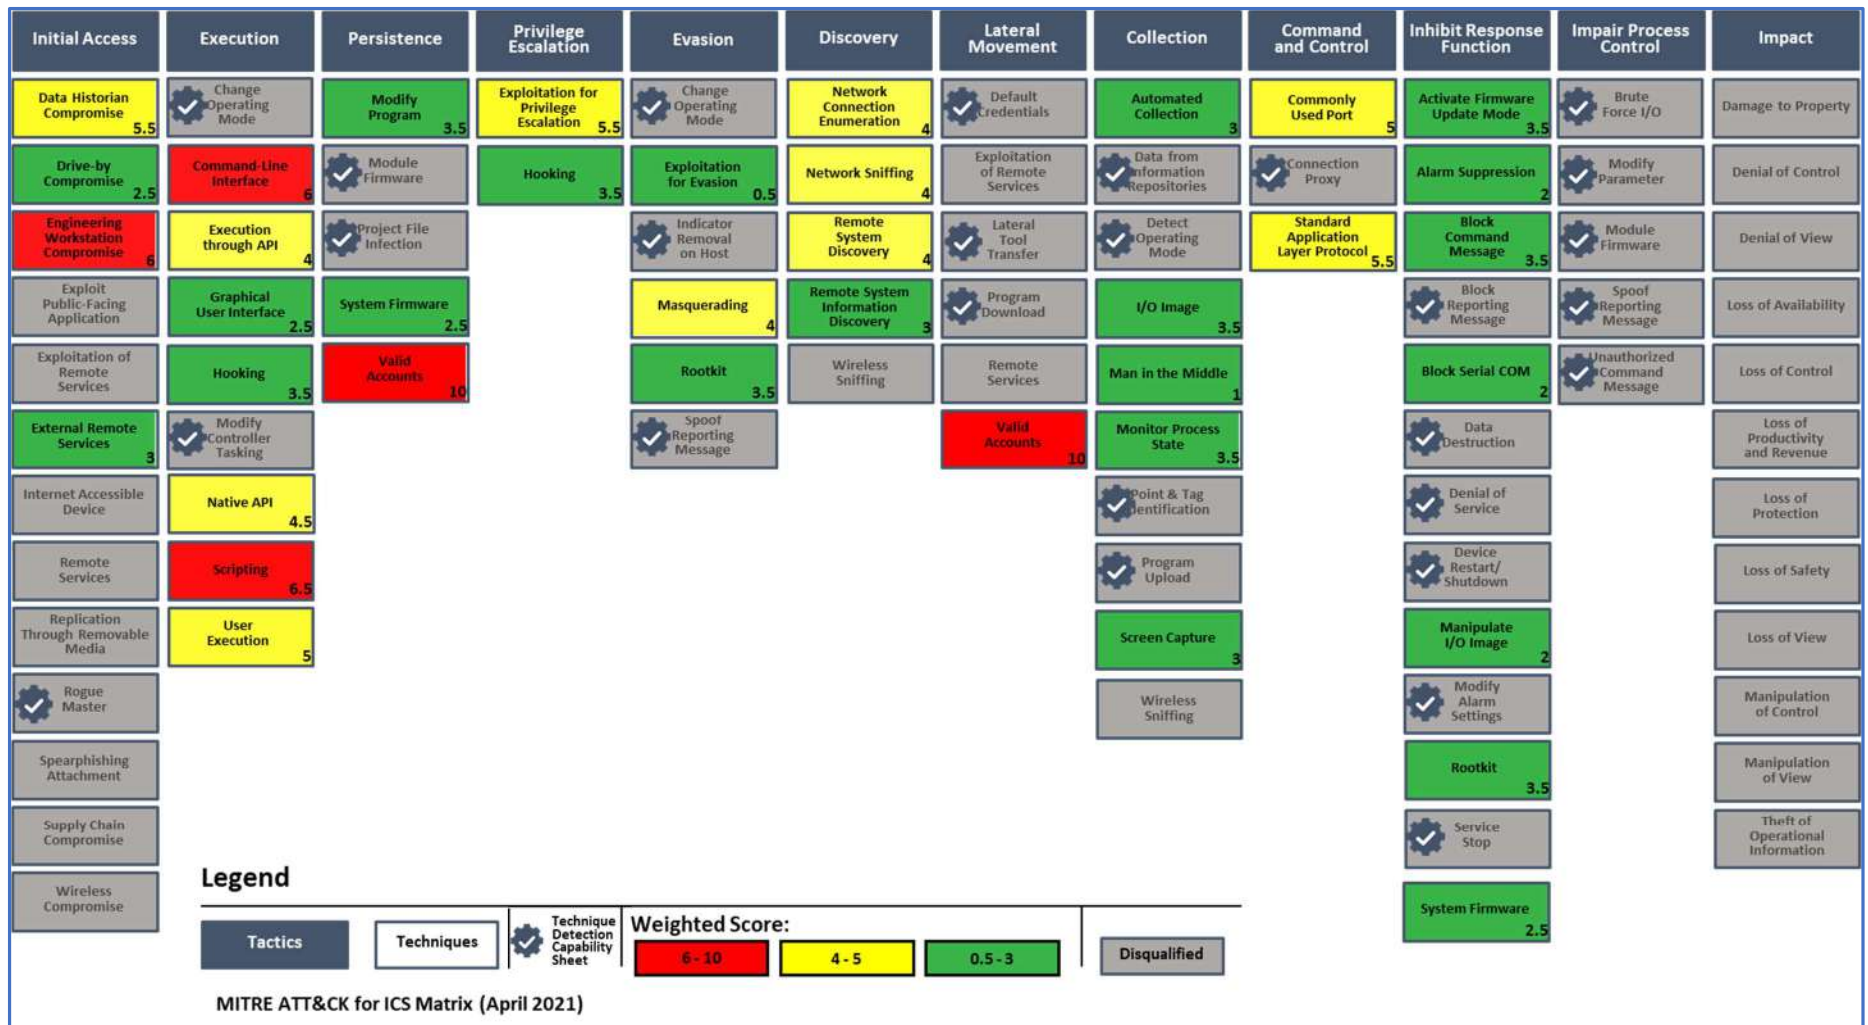 Initial Access
Execution
Persistence
Privilege
Escalation
Evasion
Discovery
Lateral
Movement
Collection
Command
and Control
Inhibit Response
Function
Impair Process
Control
Impact
Data Historian
Compromise
5.5
Drive-by
Compromise
2.5
Engineering
Workstation
Compromise
6
Exploit
Public-Facing
Application
Exploitation of
Remote
Services
External Remote
Services
3
Internet Accessible
Device
Remote
Services
Replication
Through Removable
Media
Rogue
Master
Spearphishing
Attachment
Supply Chain
Compromise
Wireless
Compromise
Change
Operating
Mode
Command-Line
Interface
6
Execution
through API
4
Graphical
User Interface
2.5
Hooking
3.5
Modify
Controller
Tasking
Native API
4.5
Scripting
6.5
User
Execution
5
Modify
Program
3.5
Module
Firmware
Project File
Infection
System Firmware
2.5
Valid
Accounts
10
Exploitation for
Privilege
Escalation
5.5
Hooking
3.5
Change
Operating
Mode
Exploitation
for Evasion
0.5
Indicator
Removal
on Host
Masquerading
4
Rootkit
3.5
Spoof
Reporting
Message
Network
Connection
Enumeration
4
Network Sniffing
4
Remote
System
Discovery
4
Remote System
Information
Discovery
3
Wireless
Sniffing
Default
Credentials
Exploitation
of Remote
Services
Lateral
Tool
Transfer
Program
Download
Remote
Services
Valid
Accounts
10
Automated
Collection
3
Data from
Information
Repositories
Detect
Operating
Mode
I/O Image
3.5
Man in the Middle
1
Monitor Process
State
3.5
Point & Tag
Identification
Program
Upload
Screen Capture
3
Wireless
Sniffing
Commonly
Used Port
5
Connection
Proxy
Standard
Application
Layer Protocol
5.5
Activate Firmware
Update Mode
3.5
Alarm Suppression
2
Block
Command
Message
3.5
Block
Reporting
Message
Block Serial COM
2
Data
Destruction
Denial of
Service
Device
Restart/
Shutdown
Manipulate
I/O Image
2
Modify
Alarm
Settings
Rootkit
3.5
Service
Stop
System Firmware
2.5
Brute
Force I/O
Modify
Parameter
Module
Firmware
Spoof
Reporting
Message
Unauthorized
Command
Message
Damage to Property
Denial of Control
Denial of View
Loss of Availability
Loss of Control
Loss of
Productivity
and Revenue
Loss of
Protection
Loss of Safety
Loss of View
Manipulation
of Control
Manipulation
of View
Theft of
Operational
Information
Legend
Tactics
Techniques
Technique
Detection
Capability
Sheet
Weighted Score:
6 - 10
4 - 5
0.5 - 3
Disqualified
MITRE ATT&CK for ICS Matrix (April 2021)